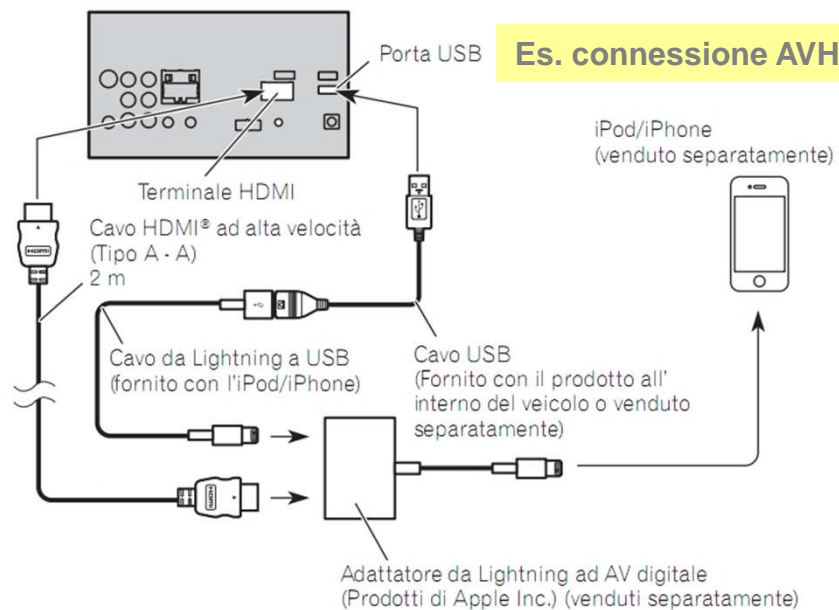 Porta USB
Es. connessione AVH
iPod/iPhone
(venduto separatamente)
Terminale HDMI
Cavo HDMI® ad alta velocità
(Tipo A - A)
2 m
HDMI
Cavo da Lightning a USB
(fornito con l'iPod/iPhone)
Cavo USB
(Fornito con il prodotto all'
interno del veicolo o venduto
separatamente)
HDMI
Adattatore da Lightning ad AV digitale
(Prodotti di Apple Inc.) (venduti separatamente)